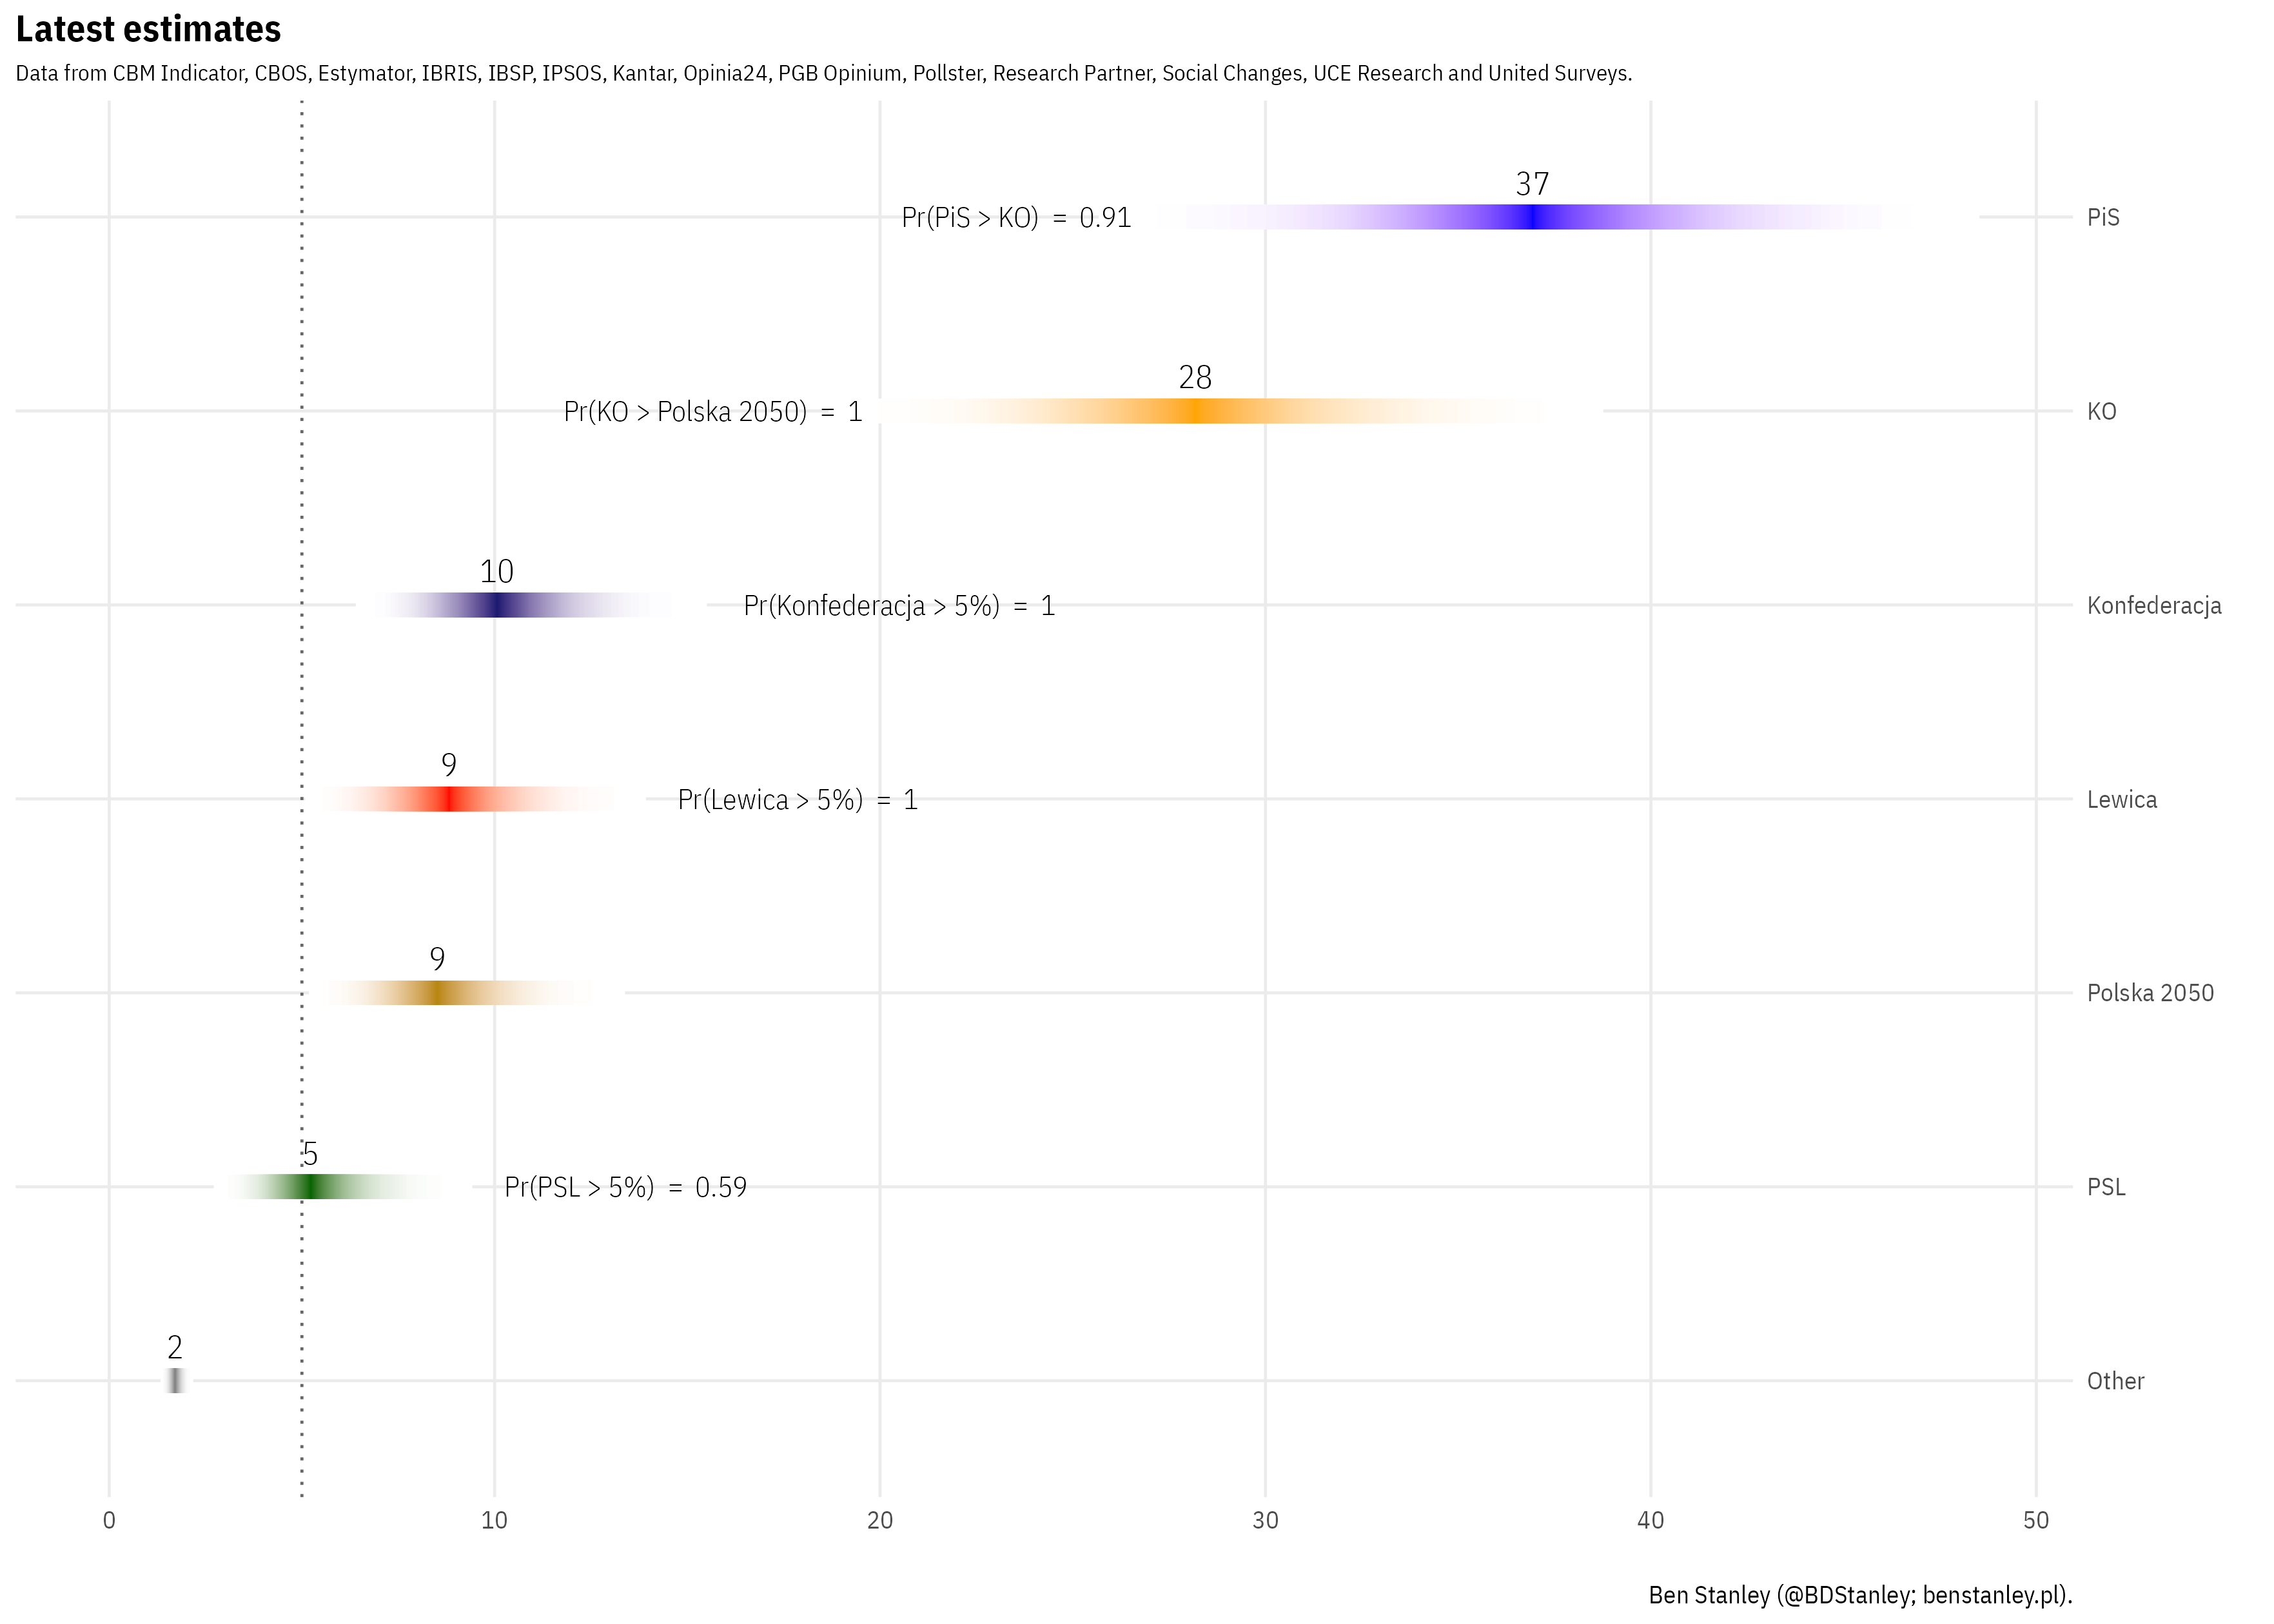 Latest estimates
Data from CBM Indicator, CBOS, Estymator, IBRIS, IBSP, IPSOS, Kantar, Opinia24, PGB Opinium, Pollster, Research Partner, Social Changes, UCE Research and United Surveys.
37
Pr(PiS > KO) = 0.91
PiS
28
Pr(KO > Polska 2050) = 1
KO
10
Pr(Konfederacja > 5%) = 1
Konfederacja
9
Pr(Lewica > 5%) = 1
Lewica
9
Polska 2050
5
Pr(PSL > 5%) = 0.59
PSL
2
Other
0 10 20 30 40 50
Ben Stanley (@BDStanley; benstanley.pl).